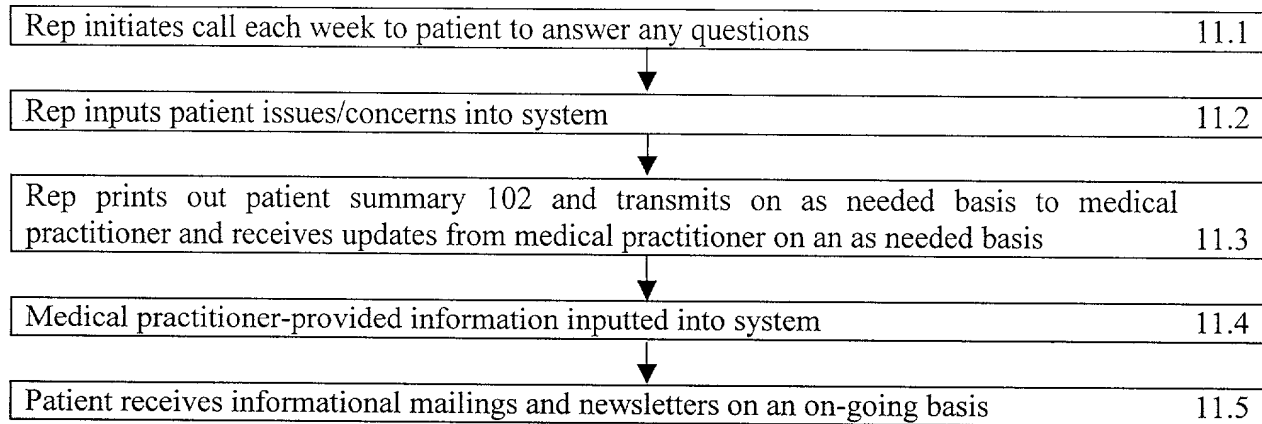 Rep initiates call each week to patient to answer any questions 11.1
Rep inputs patient issues/concerns into system 11.2
Rep prints out patient summary 102 and transmits on as needed basis to medical
practitioner and receives updates from medical practitioner on an as needed basis 11.3
Medical practitioner-provided information inputted into system 11.4
Patient receives informational mailings and newsletters on an on-going basis 11.5